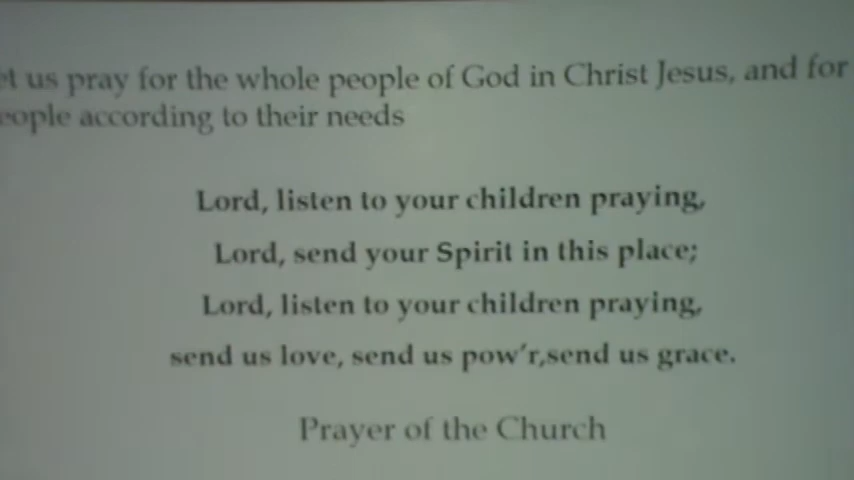 et us pray for the whole people of God in Christ Jesus, and for
eople according to their needs
Lord, listen to your children praying,
Lord, send your Spirit in this place;
Lord, listen to your children praying,
send us love, send us pow'r,send us grace.
Prayer of the Church